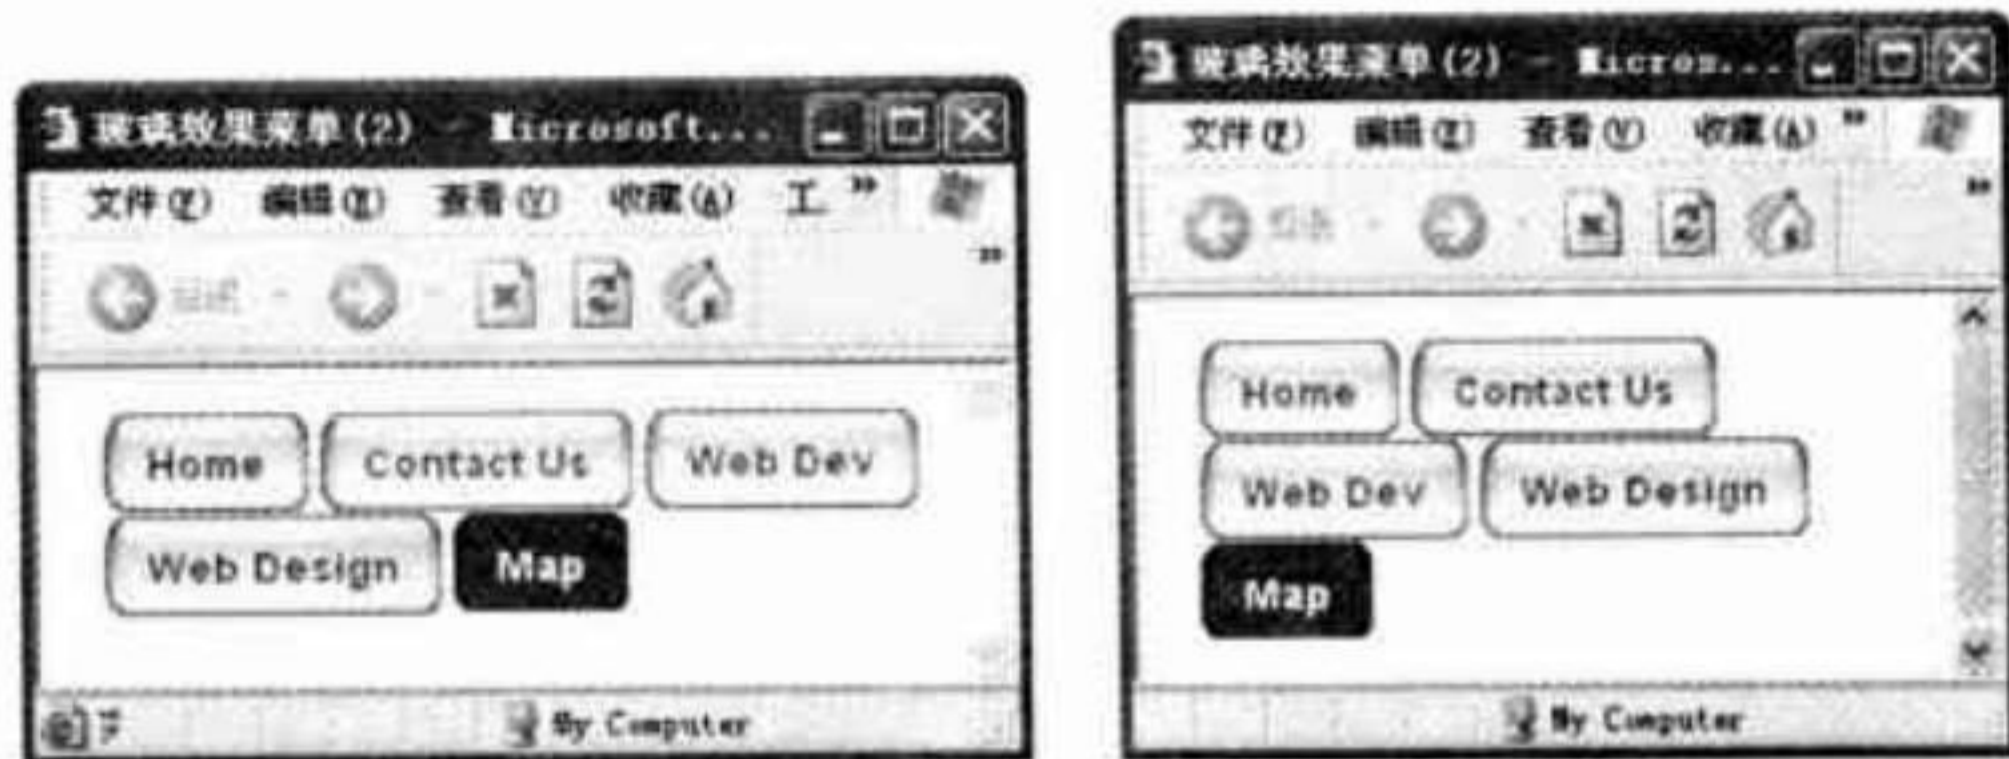 玻璃效果菜单(2) - Microsoft...
文件(F) 编辑(E) 查看(V) 收藏(A) 工 »
»
Home Contact Us Web Dev
Web Design Map
My Computer
玻璃效果菜单(2) - Micros...
文件(F) 编辑(E) 查看(V) 收藏(A) »
»
Home Contact Us
Web Dev Web Design
Map
My Computer